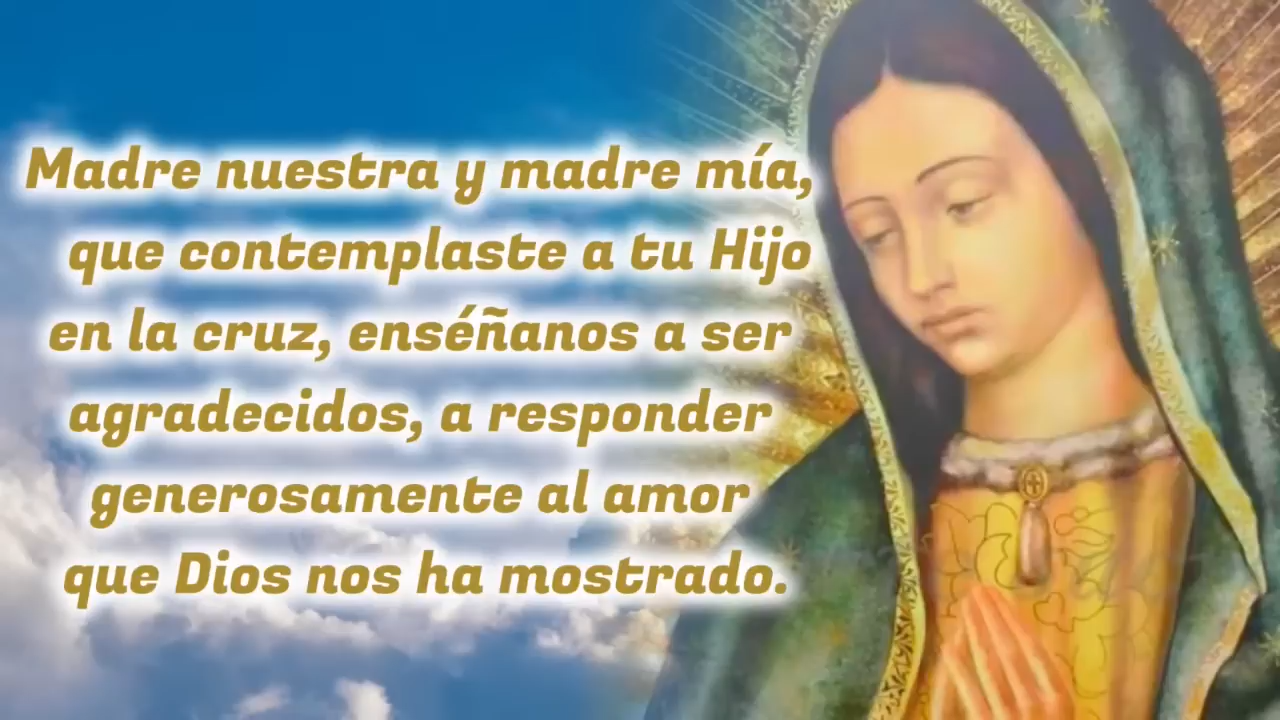 Madre nuestra y madre mía,
que contemplaste a tu Hijo
en la cruz, enséñanos a ser
agradecidos, a responder
generosamente al amor
que Dios nos ha mostrado.